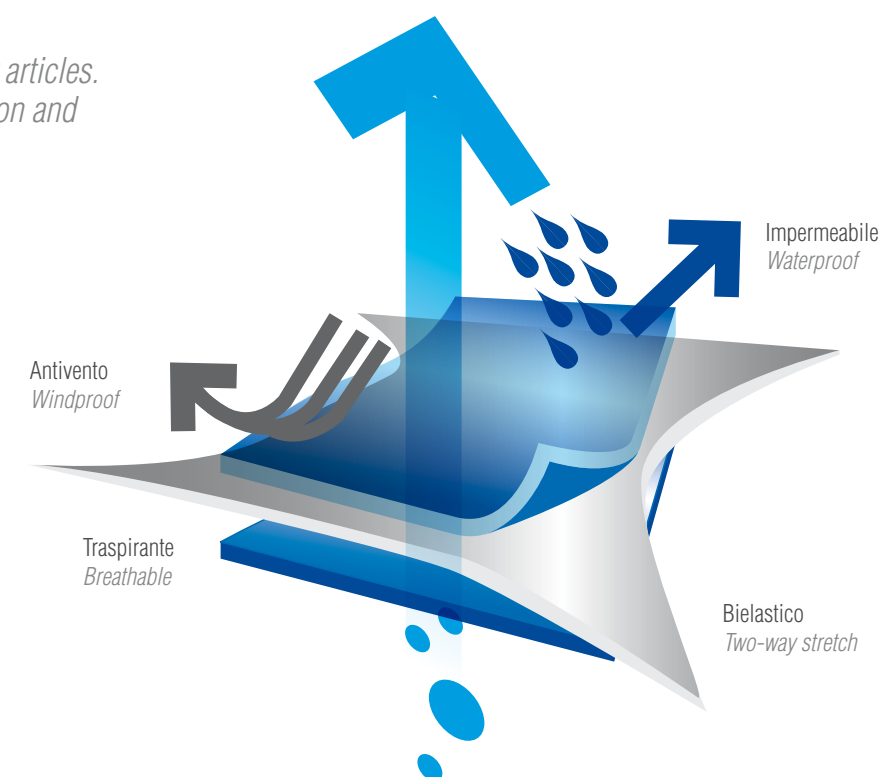 articles.
on and
Impermeabile
Waterproof
Antivento
Windproof
Traspirante
Breathable
Bielastico
Two-way stretch